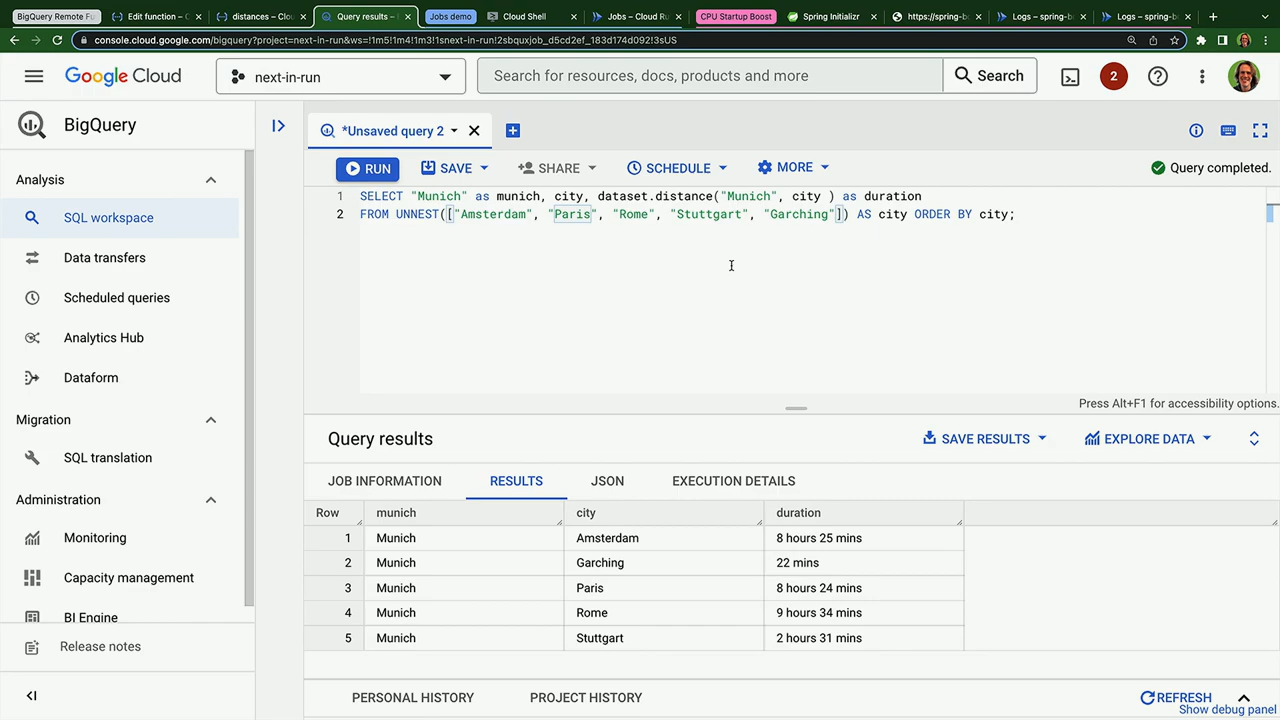 BigQuery Remote Fu
Edit function – C
distances – Cloud
Query results –
Jobs demo
Cloud Shell
Jobs – Cloud Ru
CPU Startup Boost
Spring Initializr
https://spring-b
Logs – spring-b
Logs – spring-b
console.cloud.google.com/bigquery?project=next-in-run&ws=!1m5!1m4!1m3!1snext-in-run!2sbquxjob_d5cd2ef_183d174d092!3sUS
Google Cloud
next-in-run
Search for resources, docs, products and more
Search
2
BigQuery
*Unsaved query 2
Analysis
RUN
SAVE
SHARE
SCHEDULE
MORE
Query completed.
1 SELECT "Munich" as munich, city, dataset.distance("Munich", city ) as duration
2 FROM UNNEST(["Amsterdam", "Paris", "Rome", "Stuttgart", "Garching"]) AS city ORDER BY city;
SQL workspace
Data transfers
Scheduled queries
Analytics Hub
Dataform
Migration
SQL translation
Administration
Monitoring
Capacity management
BI Engine
Release notes
Press Alt+F1 for accessibility options.
Query results
SAVE RESULTS
EXPLORE DATA
JOB INFORMATION
RESULTS
JSON
EXECUTION DETAILS
Row munich city duration
1 Munich Amsterdam 8 hours 25 mins
2 Munich Garching 22 mins
3 Munich Paris 8 hours 24 mins
4 Munich Rome 9 hours 34 mins
5 Munich Stuttgart 2 hours 31 mins
PERSONAL HISTORY
PROJECT HISTORY
REFRESH
Show debug panel